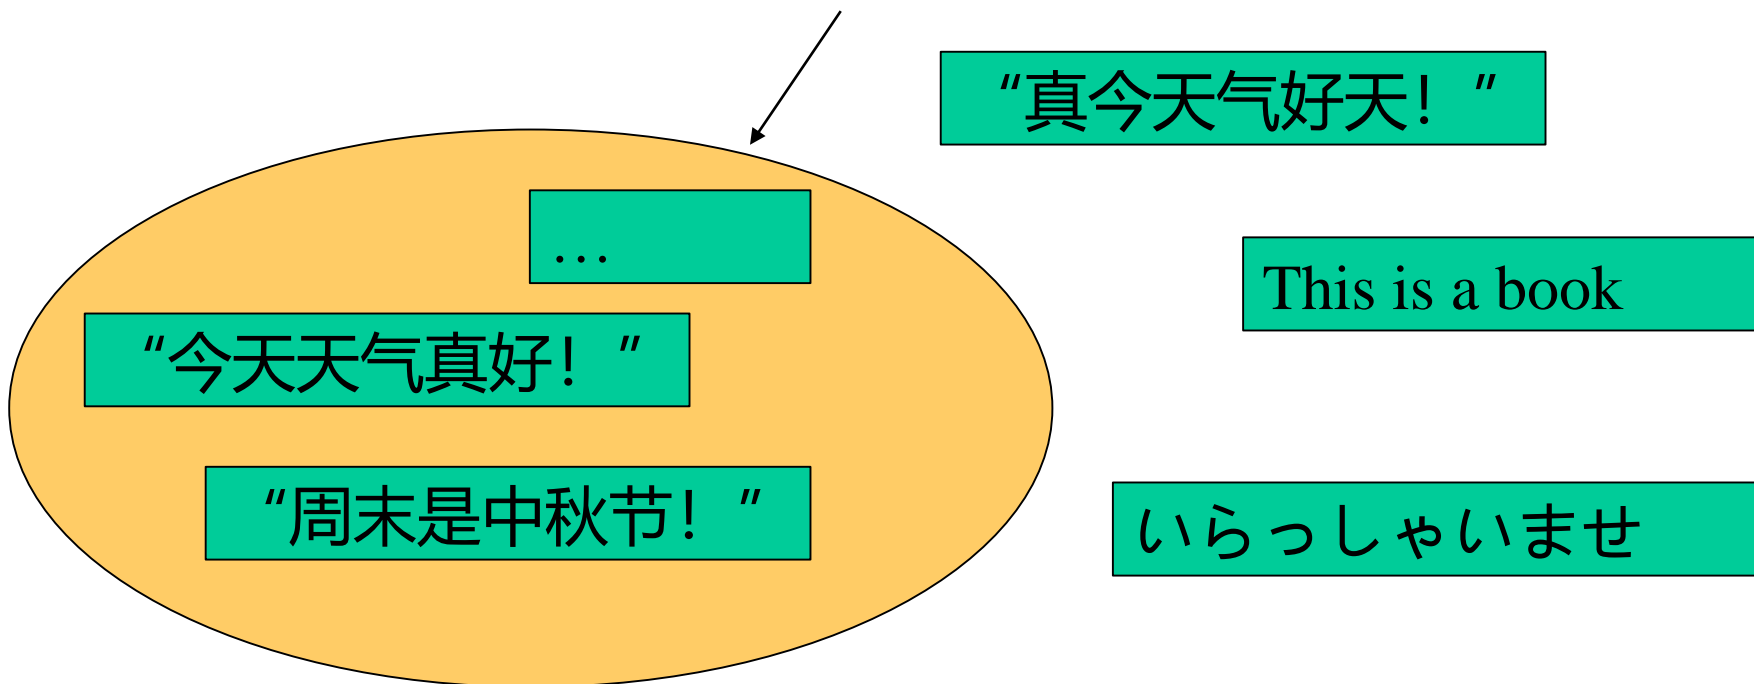 “真今天气好天！”
…
This is a book
“今天天气真好！”
“周末是中秋节！”
いらっしゃいませ